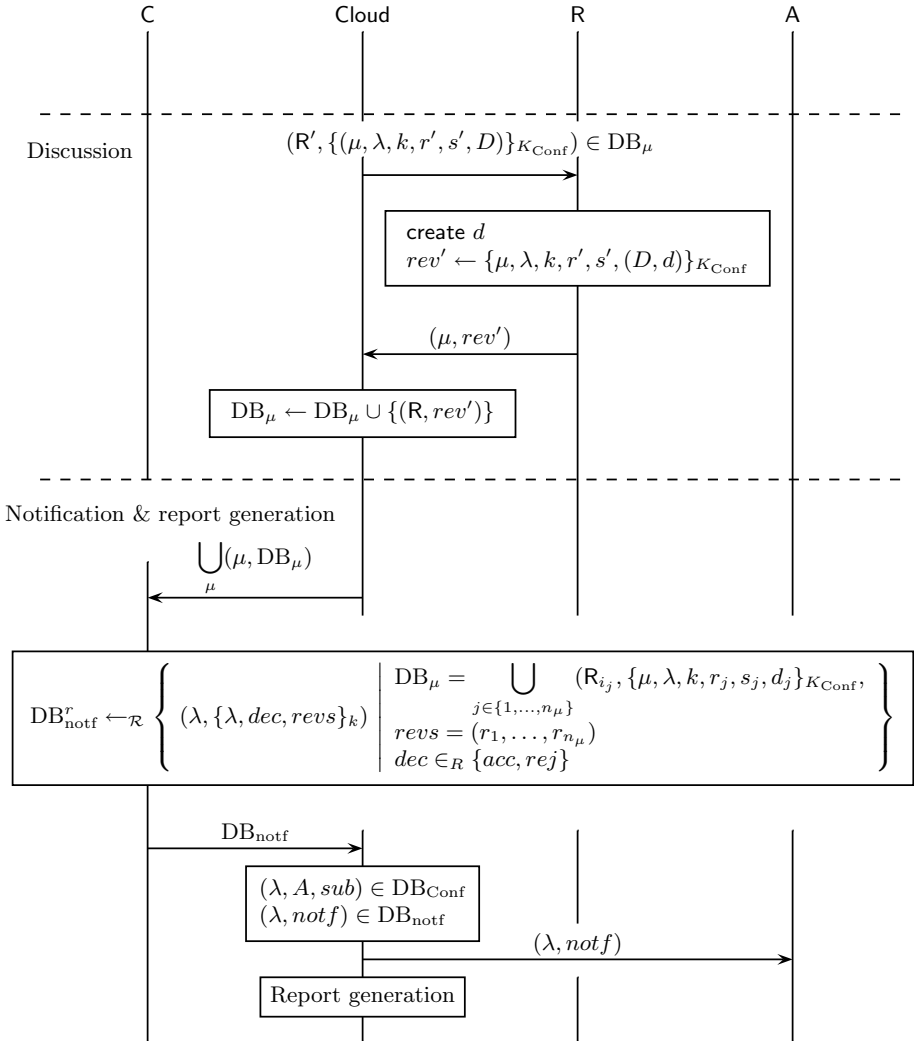 C Cloud R A
Discussion
(R′, {(μ, λ, k, r′, s′, D)}_{K_Conf}) ∈ DB_μ
create d
rev′ ← {μ, λ, k, r′, s′, (D, d)}_{K_Conf}
(μ, rev′)
DB_μ ← DB_μ ∪ {(R, rev′)}
Notification & report generation
⋃_μ (μ, DB_μ)
DB^r_notf ←_ℛ { (λ, {λ, dec, revs}_k) | DB_μ = ⋃_{j∈{1,...,n_μ}} (R_{i_j}, {μ, λ, k, r_j, s_j, d_j}_{K_Conf},
revs = (r_1, . . . , r_{n_μ})
dec ∈_R {acc, rej} }
DB_notf
(λ, A, sub) ∈ DB_Conf
(λ, notf) ∈ DB_notf
(λ, notf)
Report generation